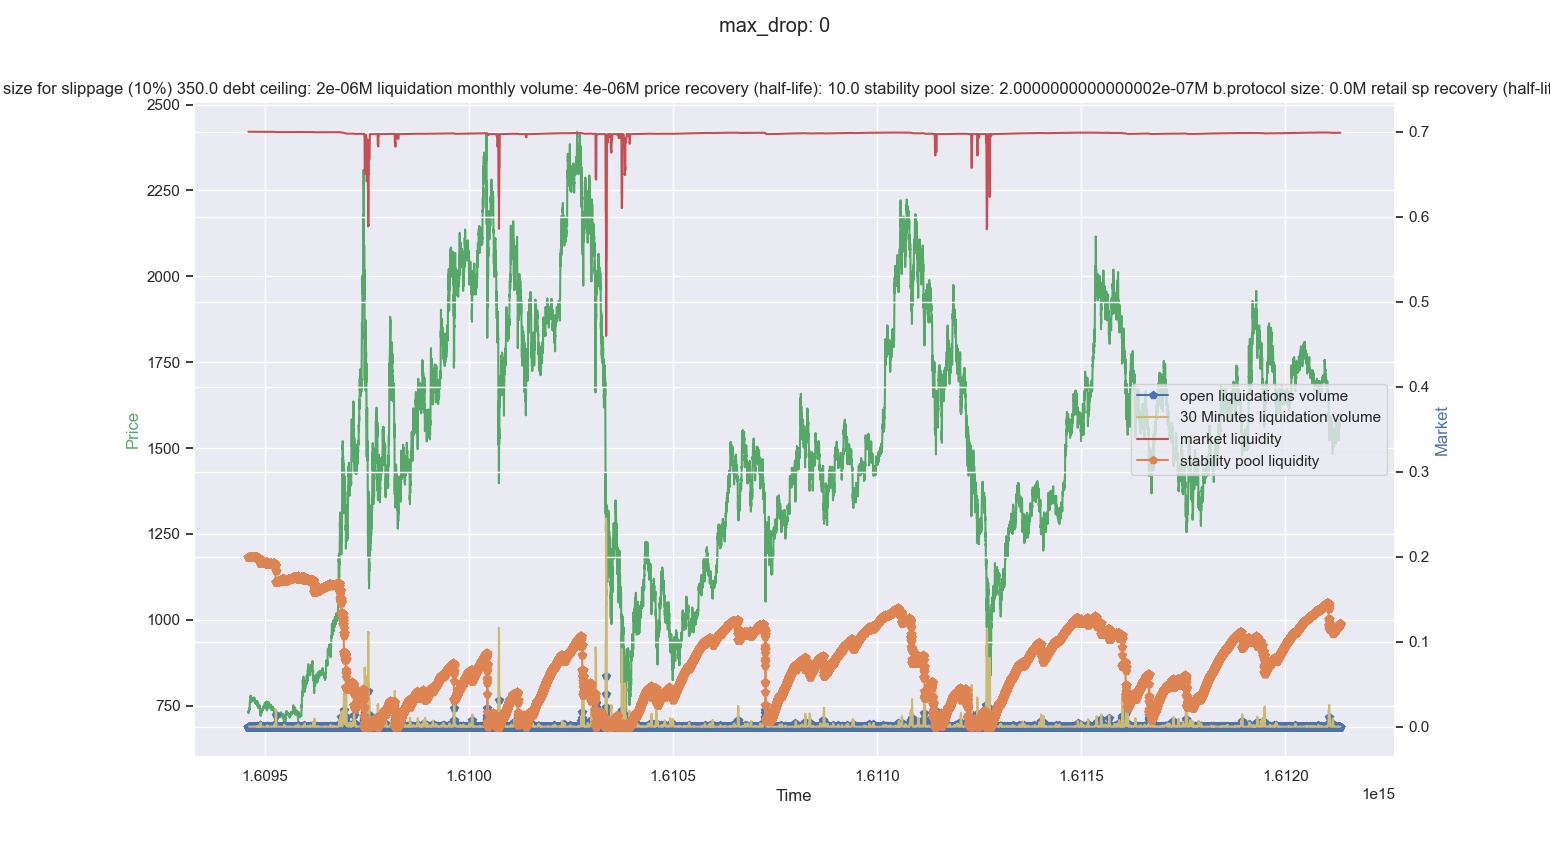 max_drop: 0
size for slippage (10%) 350.0 debt ceiling: 2e-06M liquidation monthly volume: 4e-06M price recovery (half-life): 10.0 stability pool size: 2.0000000000000002e-07M b.protocol size: 0.0M retail sp recovery
2500
2250
2000
1750
1500
1250
1000
750
Price
0.7
0.6
0.5
0.4
0.3
0.2
0.1
0.0
Market
open liquidations volume
30 Minutes liquidation volume
market liquidity
stability pool liquidity
1.6095 1.6100 1.6105 1.6110 1.6115 1.6120
Time
1e15